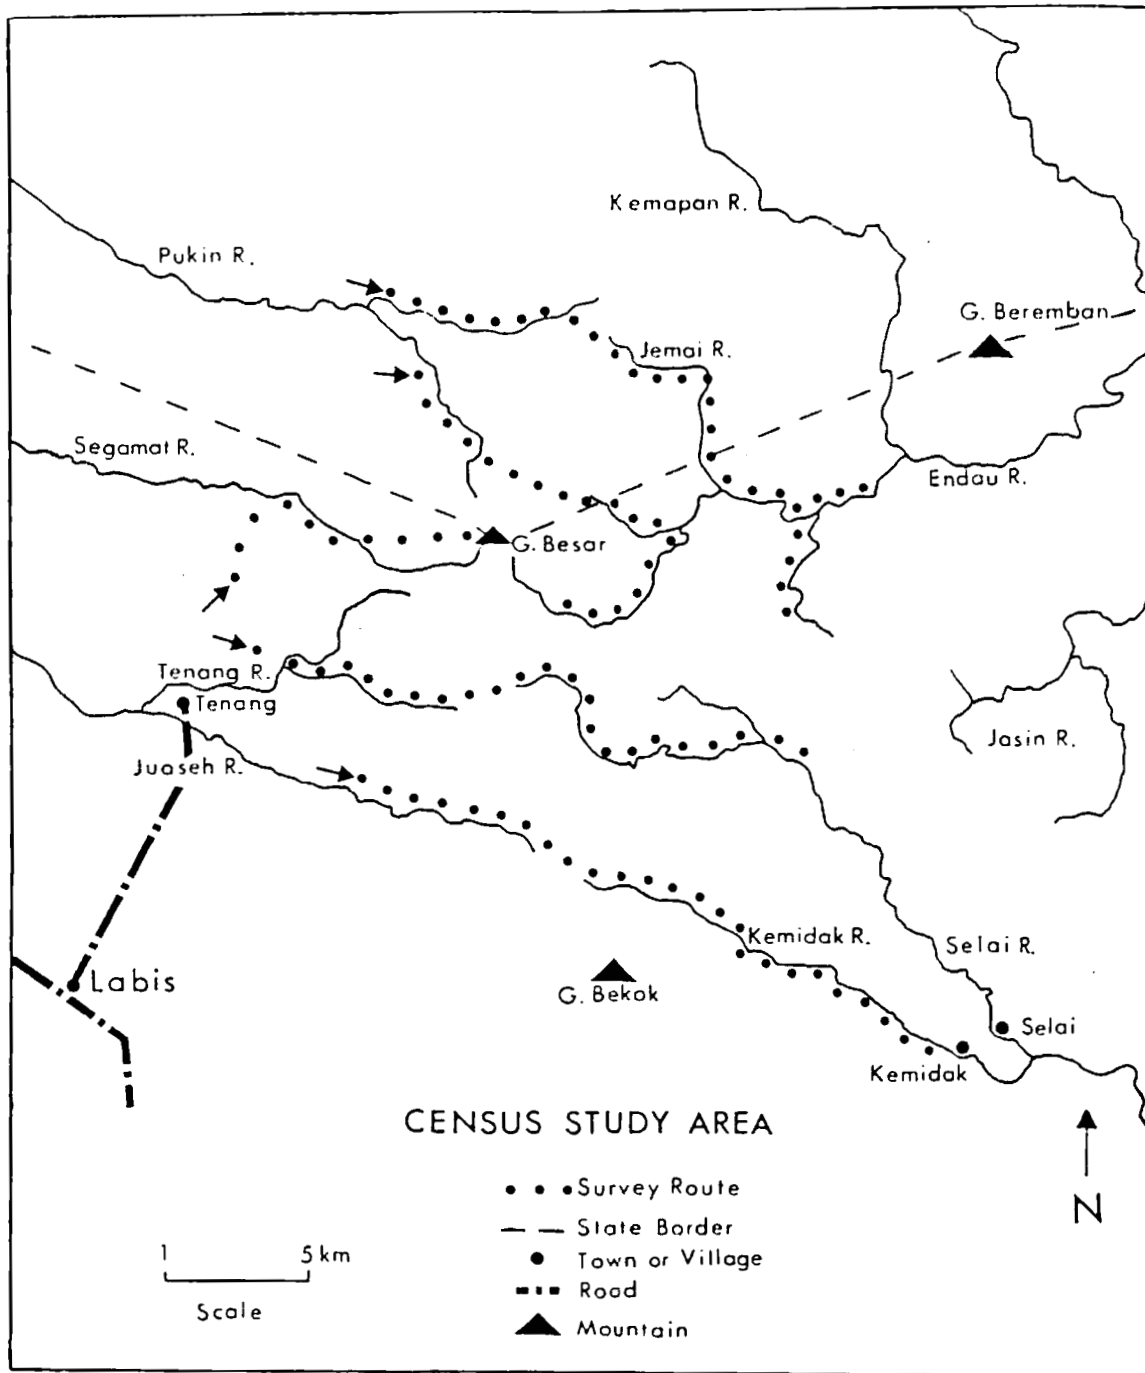 Kemapan R.
Pukin R.
G. Beremban
Jemai R.
Segamat R.
Endau R.
G. Besar
Tenang R.
Tenang
Jasin R.
Juaseh R.
Kemidak R.
Selai R.
Labis
G. Bekok
Selai
Kemidak
CENSUS STUDY AREA
Survey Route
N
State Border
1 5 km
Town or Village
Road
Scale
Mountain